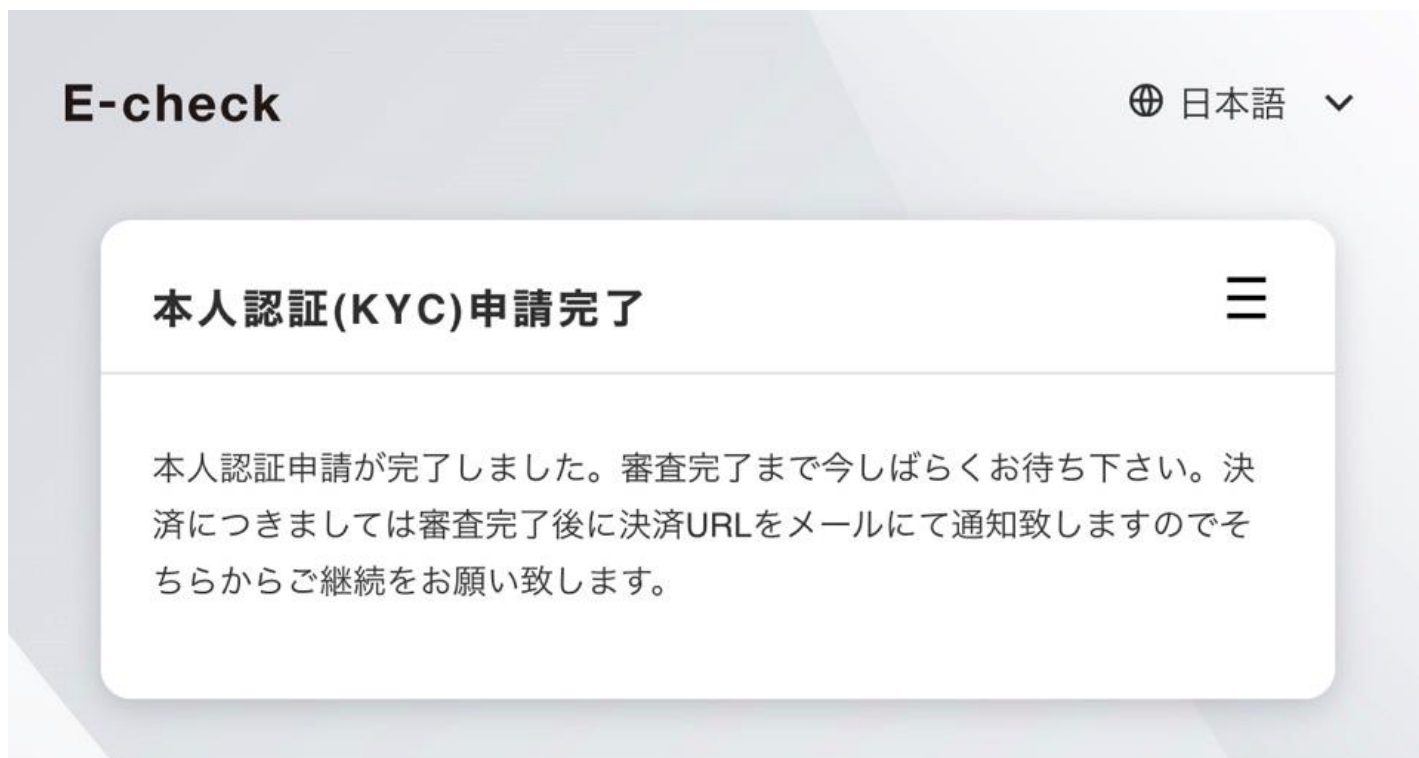 E-check
日本語
本人認証(KYC)申請完了
本人認証申請が完了しました。審査完了まで今しばらくお待ち下さい。決
済につきましては審査完了後に決済URLをメールにて通知致しますのでそ
ちらからご継続をお願い致します。